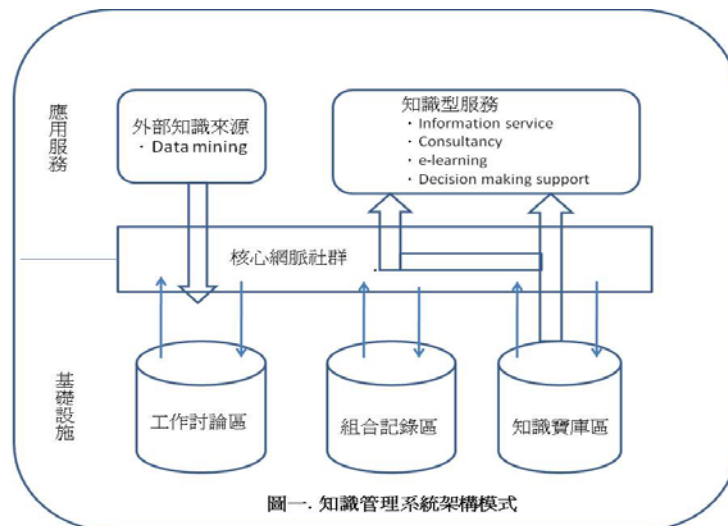 應用服務
外部知識來源
· Data mining
知識型服務
· Information service
· Consultancy
· e-learning
· Decision making support
核心網脈社群
基礎設施
工作討論區
組合記錄區
知識寶庫區
圖一. 知識管理系統架構模式